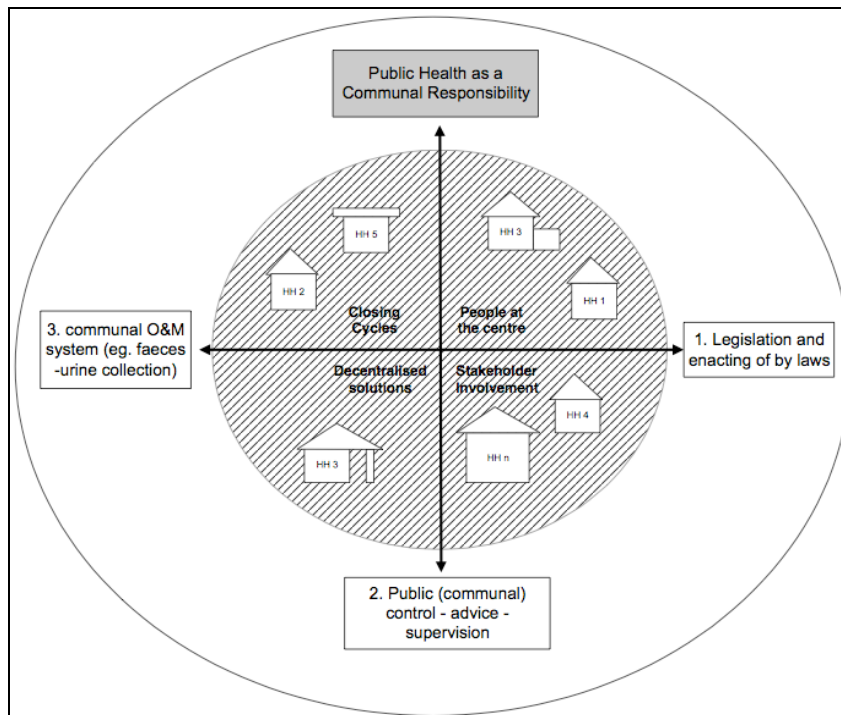 Public Health as a
Communal Responsibility
HH 5
HH 3
HH 2
HH 1
Closing
Cycles
People at
the centre
3. communal O&M
system (eg. faeces
-urine collection)
1. Legislation and
enacting of by laws
Decentralised
solutions
Stakeholder
Involvement
HH 4
HH 3
HH n
2. Public (communal)
control - advice -
supervision